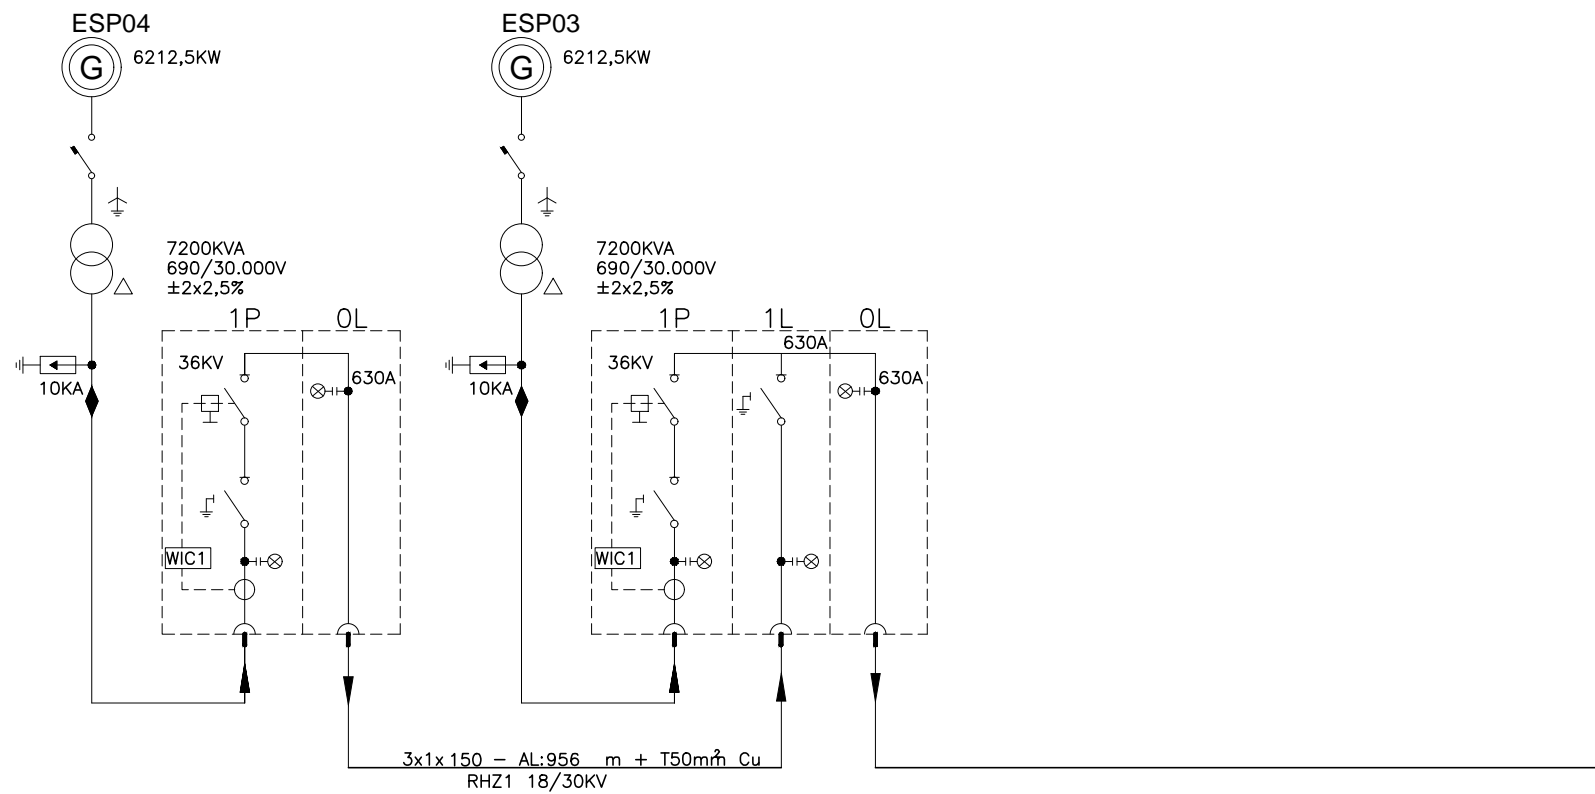 ESP04
G
6212,5KW
7200KVA
690/30.000V
±2x2,5%
1P
0L
36KV
630A
10KA
WIC1
ESP03
G
6212,5KW
7200KVA
690/30.000V
±2x2,5%
1P
1L
0L
630A
36KV
630A
10KA
WIC1
3x1x150 - AL:956 m + T50mm² Cu
RHZ1 18/30KV